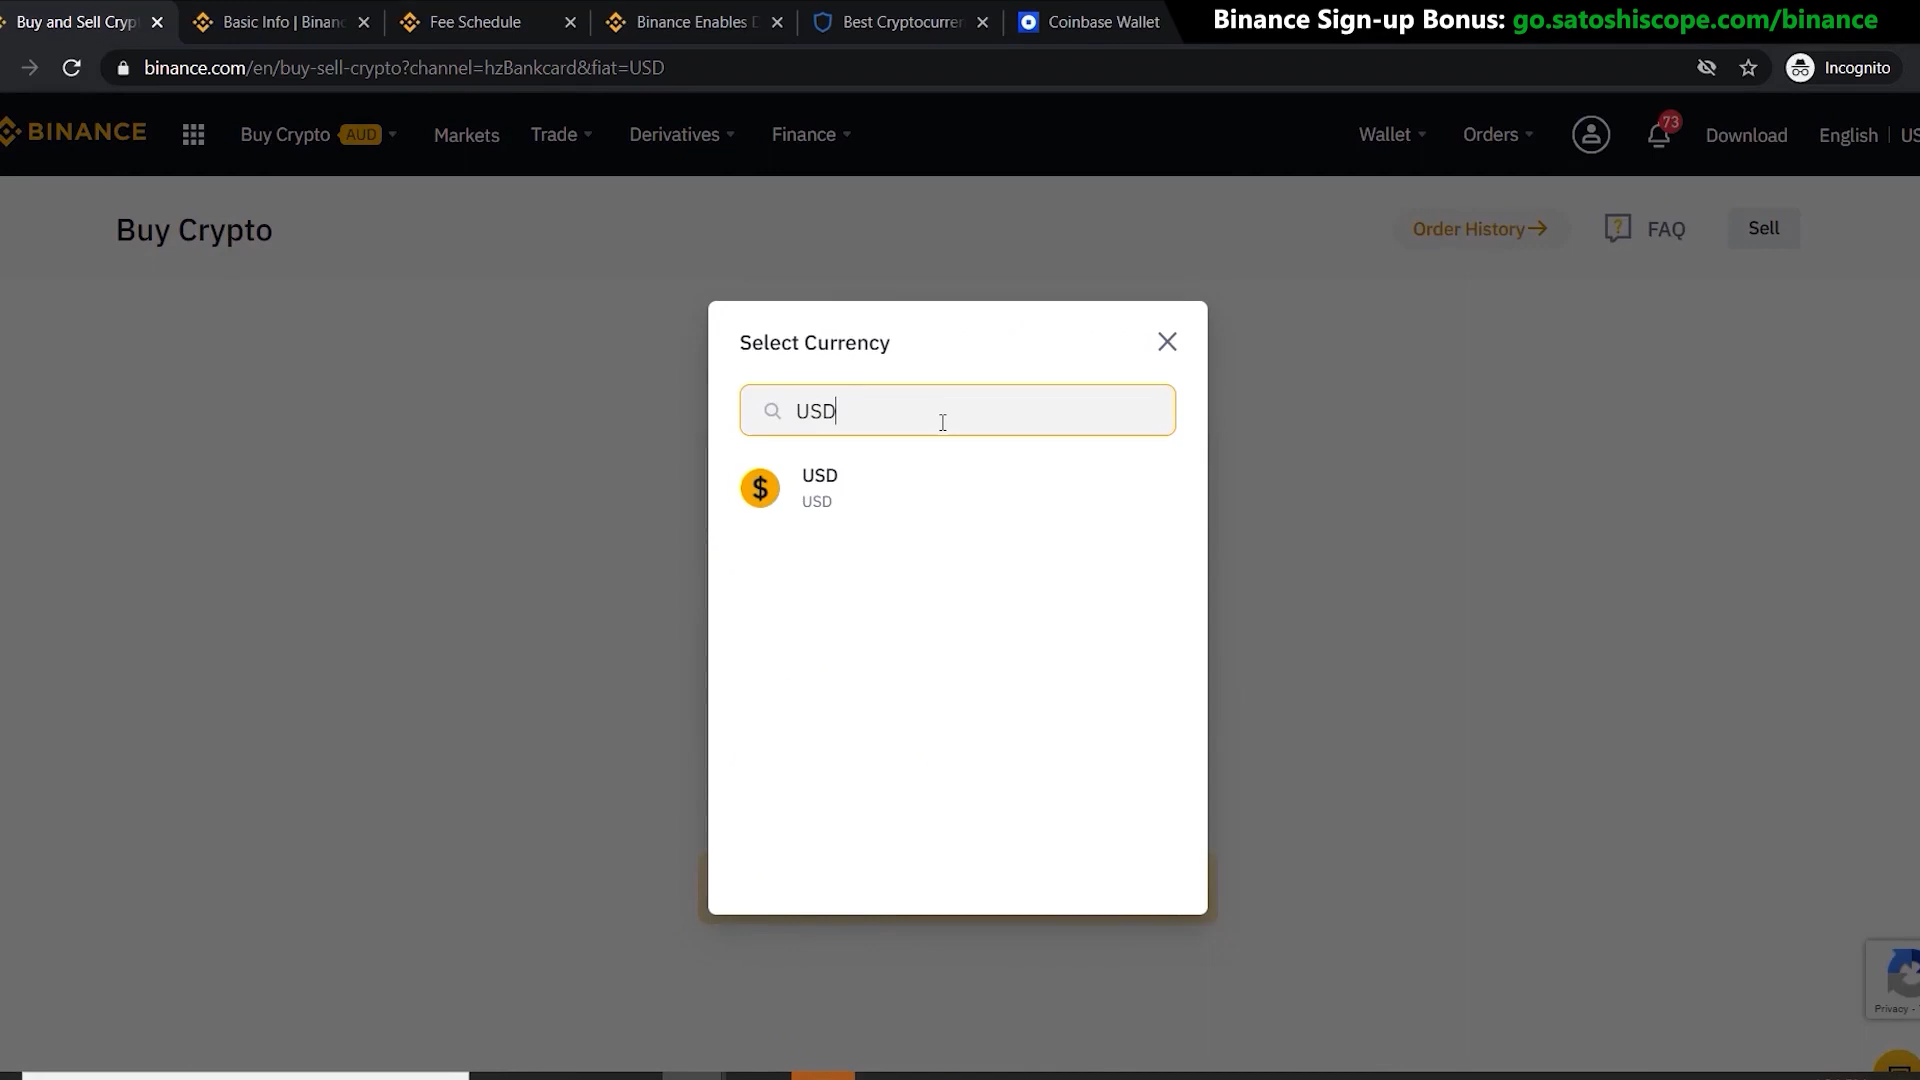 Buy and Sell Cryp
Basic Info | Binanc
Fee Schedule
Binance Enables D
Best Cryptocurren
Coinbase Wallet
Binance Sign-up Bonus: go.satoshiscope.com/binance
binance.com/en/buy-sell-crypto?channel=hzBankcard&fiat=USD
Incognito
BINANCE
Buy Crypto AUD
Markets
Trade
Derivatives
Finance
Wallet
Orders
73
Download
English
US
Buy Crypto
Order History
FAQ
Sell
Select Currency
USD
USD
USD
Privacy -